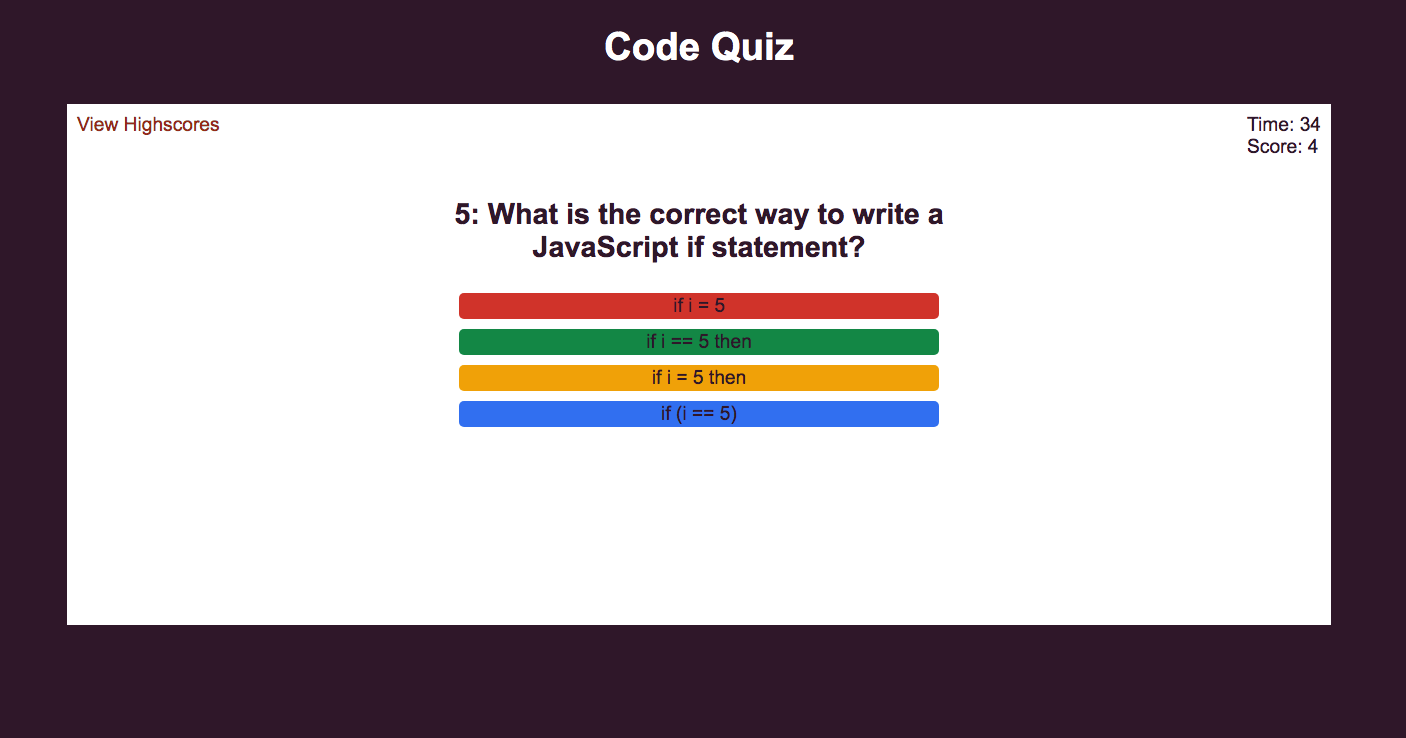 Code Quiz
View Highscores
Time: 34
Score: 4
5: What is the correct way to write a
JavaScript if statement?
if i = 5
if i == 5 then
if i = 5 then
if (i == 5)